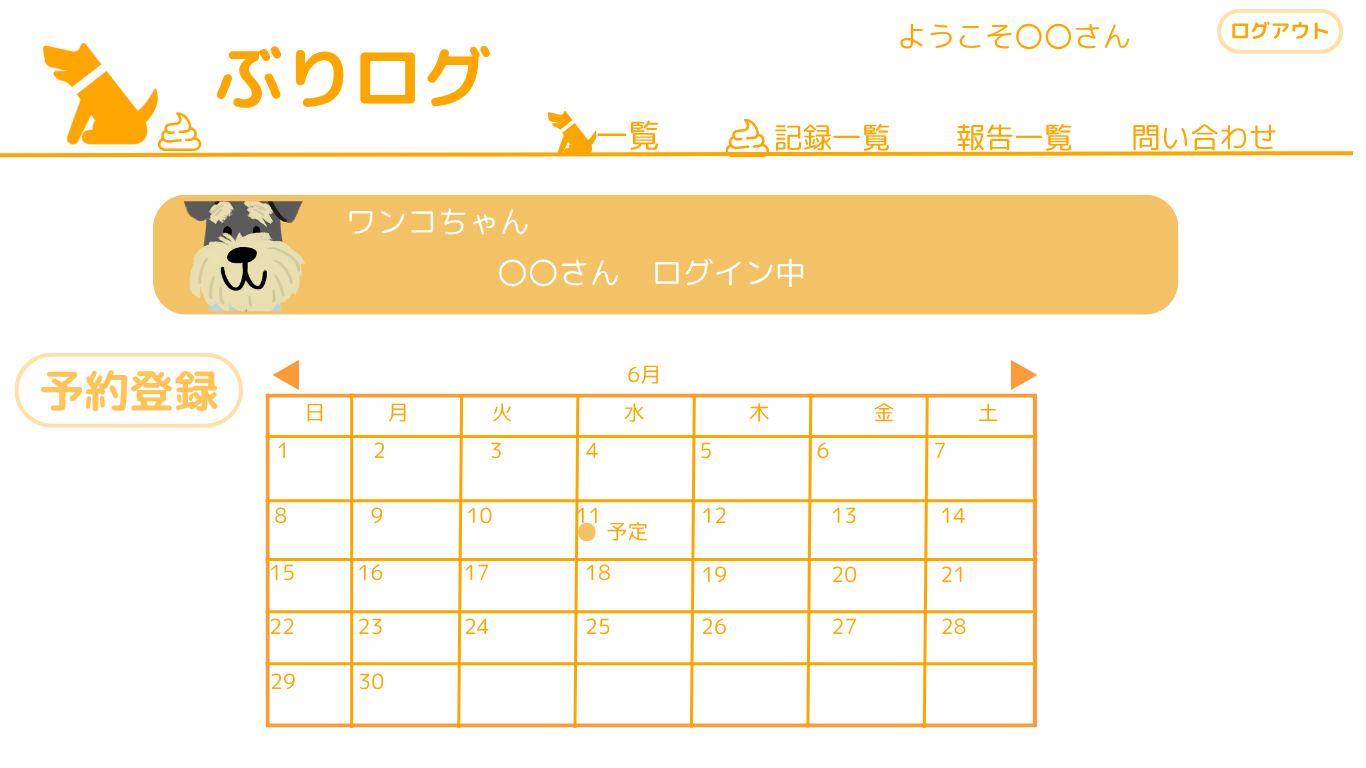 ようこそ〇〇さん
ログアウト
ぶりログ
一覧
記録一覧
報告一覧
問い合わせ
ワンコちゃん
〇〇さん　ログイン中
予約登録
6月
日 月 火 水 木 金 土
1 2 3 4 5 6 7
8 9 10 11 12 13 14
予定
15 16 17 18 19 20 21
22 23 24 25 26 27 28
29 30